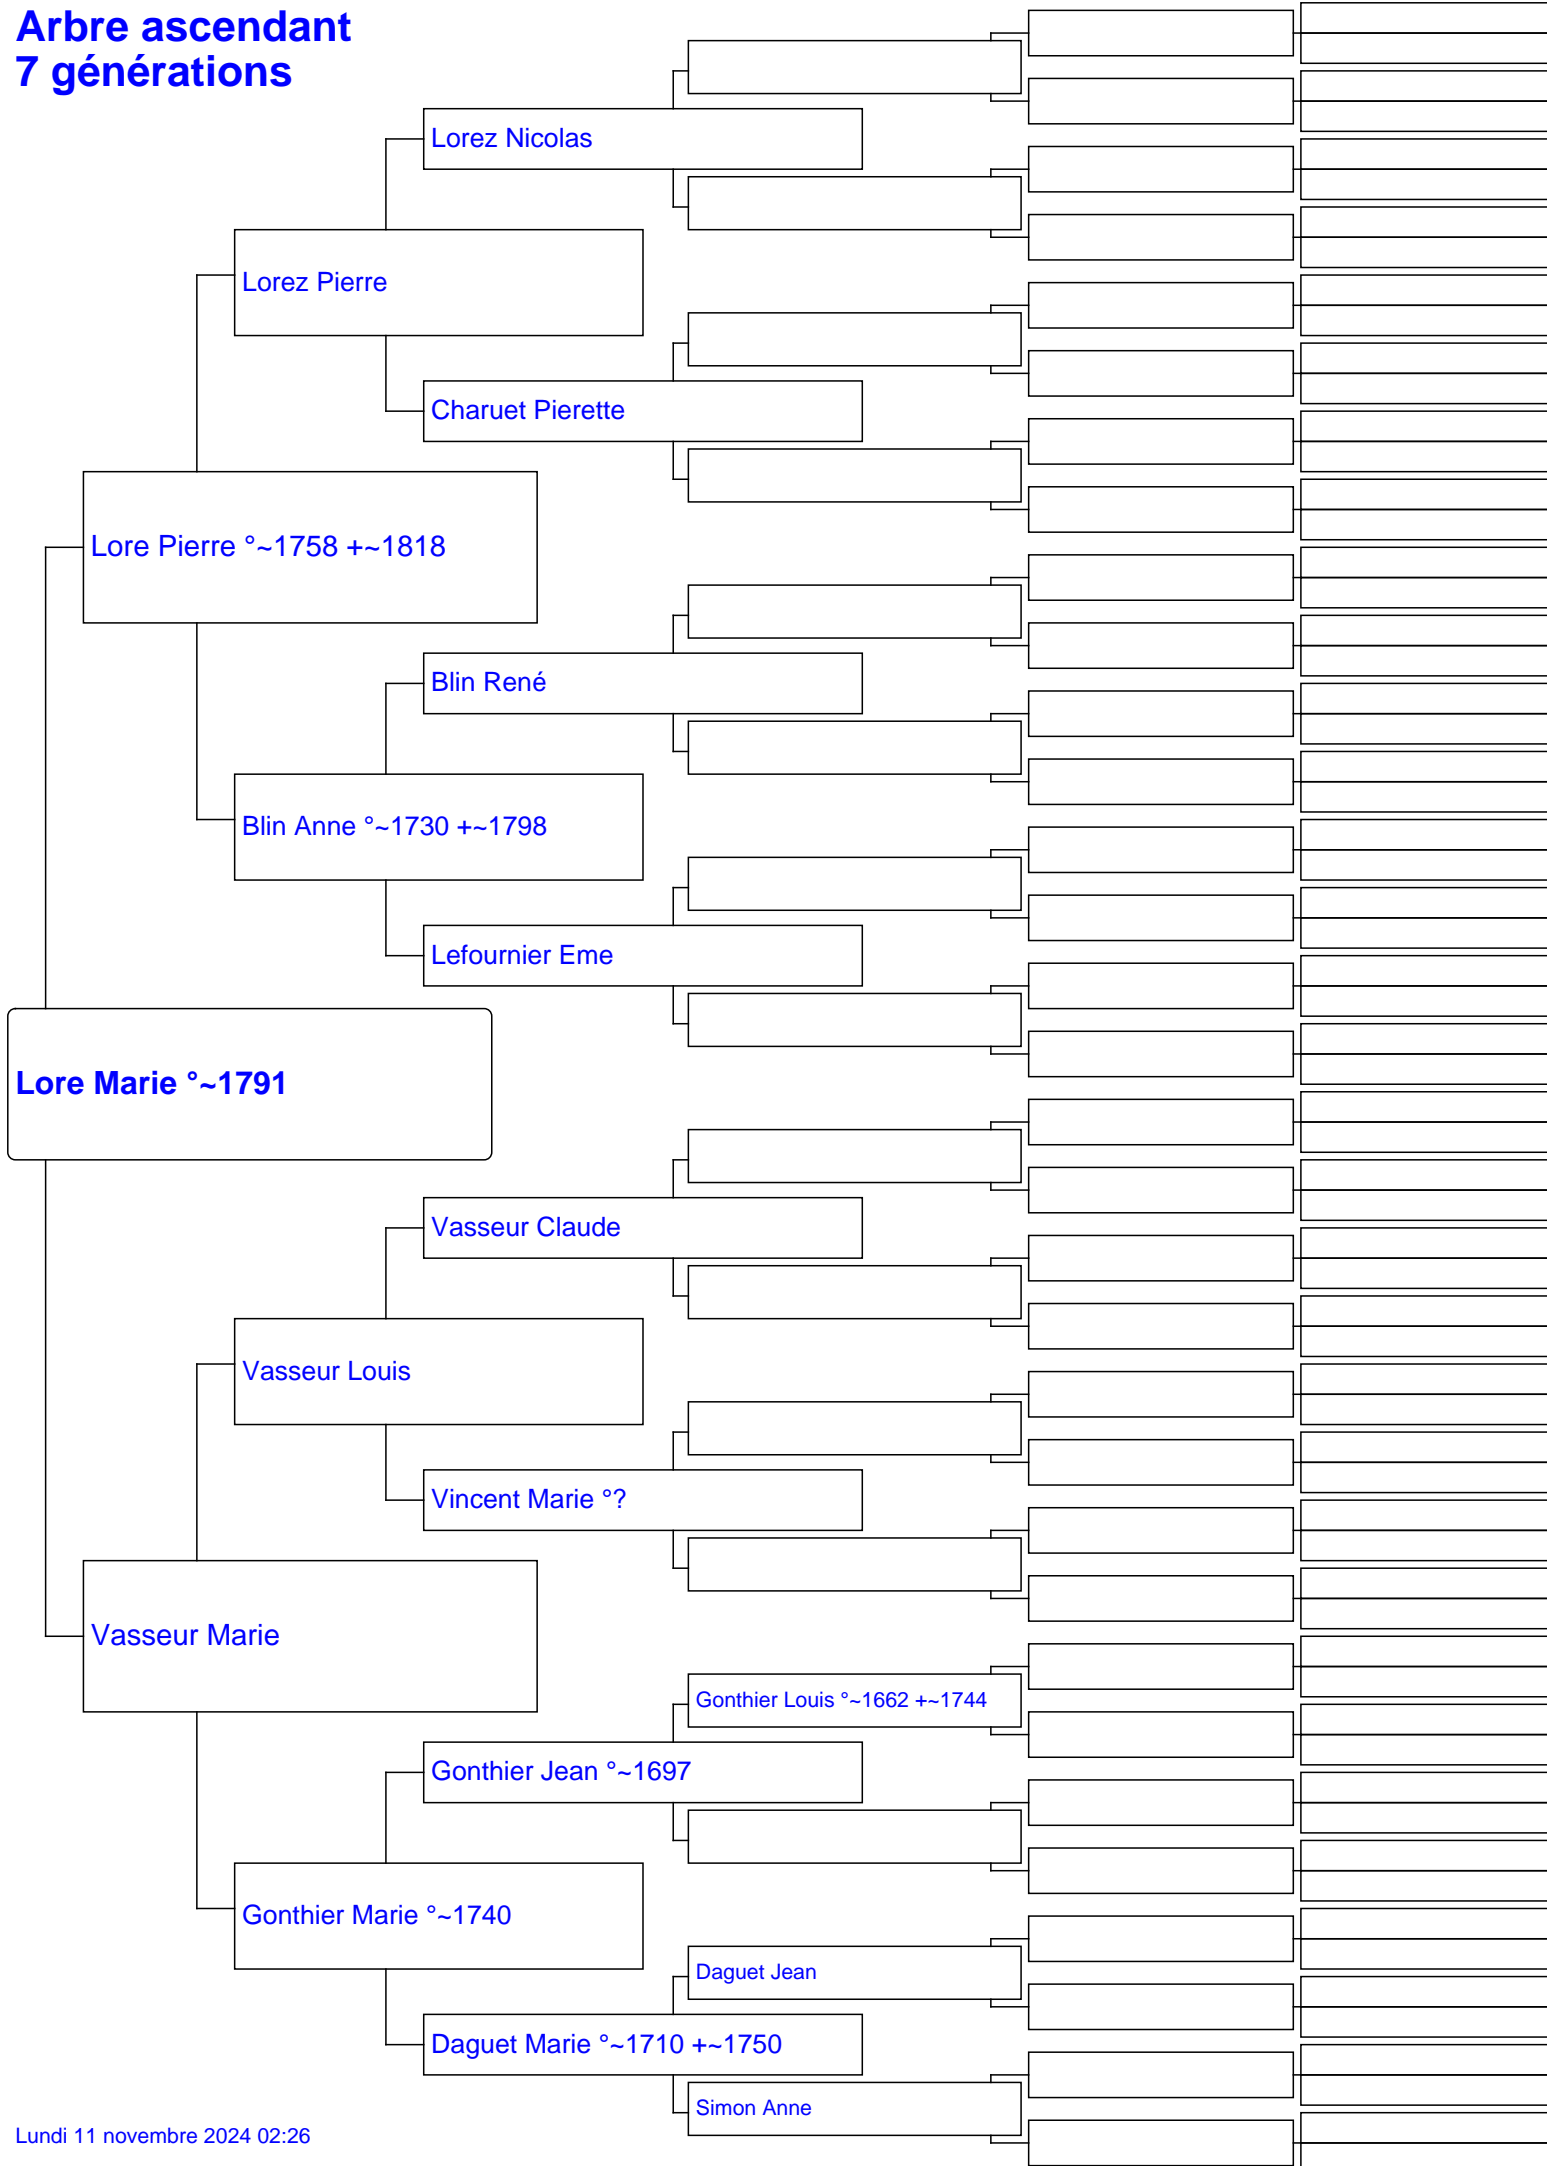 Arbre ascendant
7 générations
Lorez Nicolas
Lorez Pierre
Charuet Pierette
Lore Pierre °~1758 +~1818
Blin René
Blin Anne °~1730 +~1798
Lefournier Eme
Lore Marie °~1791
Vasseur Claude
Vasseur Louis
Vincent Marie °?
Vasseur Marie
Gonthier Louis °~1662 +~1744
Gonthier Jean °~1697
Gonthier Marie °~1740
Daguet Jean
Daguet Marie °~1710 +~1750
Simon Anne
Lundi 11 novembre 2024 02:26